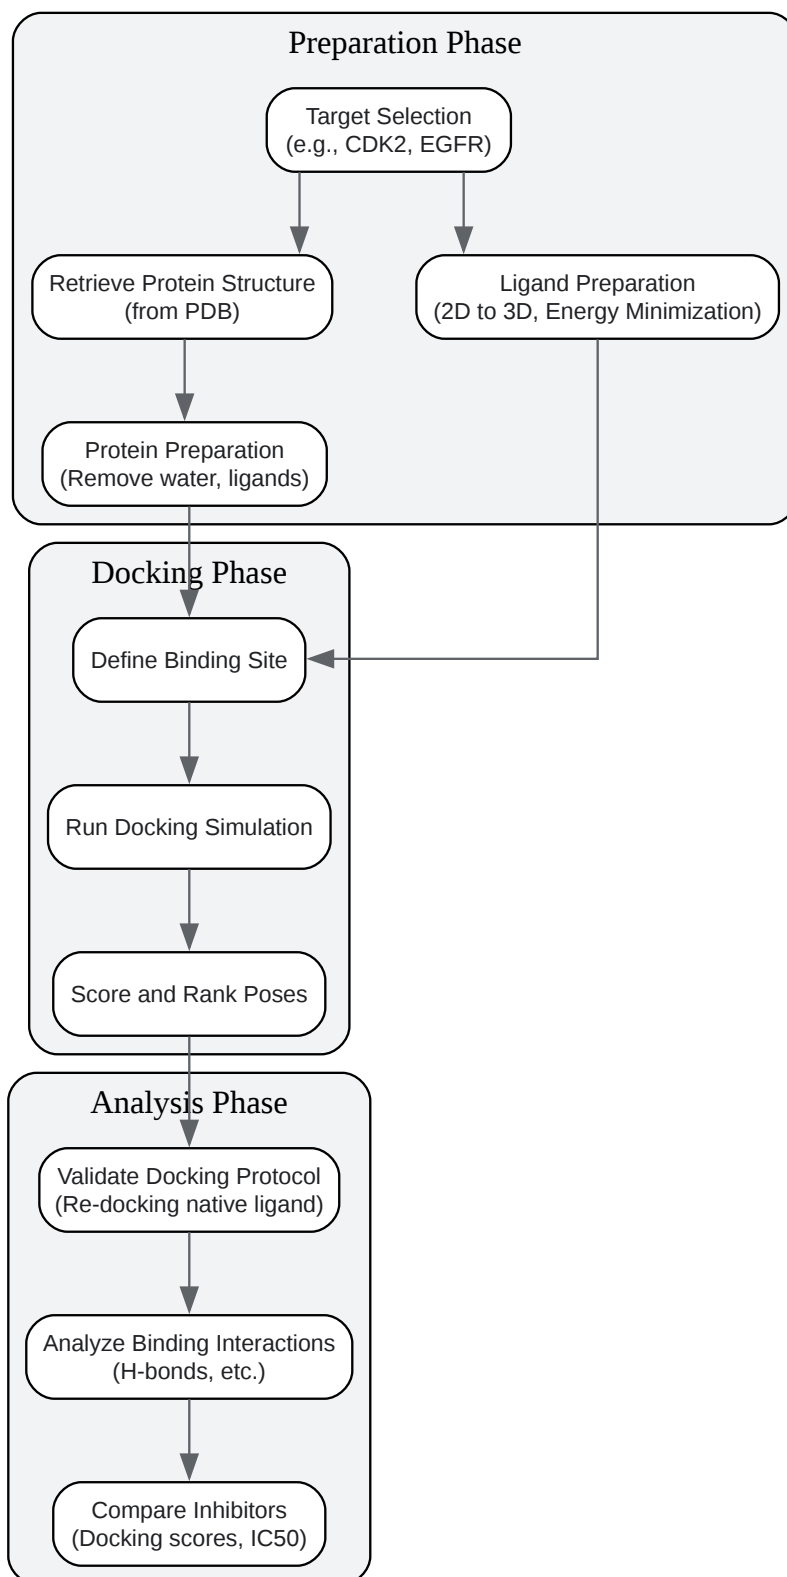 Preparation Phase
Target Selection
(e.g., CDK2, EGFR)
Retrieve Protein Structure
(from PDB)
Ligand Preparation
(2D to 3D, Energy Minimization)
Protein Preparation
(Remove water, ligands)
Docking Phase
Define Binding Site
Run Docking Simulation
Score and Rank Poses
Analysis Phase
Validate Docking Protocol
(Re-docking native ligand)
Analyze Binding Interactions
(H-bonds, etc.)
Compare Inhibitors
(Docking scores, IC50)